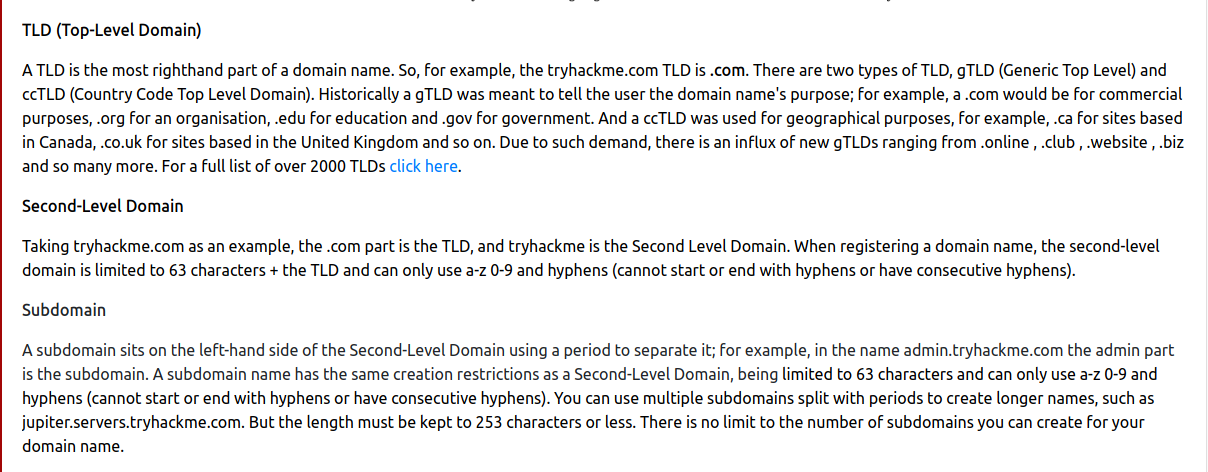 TLD (Top-Level Domain)
A TLD is the most righthand part of a domain name. So, for example, the tryhackme.com TLD is .com. There are two types of TLD, gTLD (Generic Top Level) and
ccTLD (Country Code Top Level Domain). Historically a gTLD was meant to tell the user the domain name's purpose; for example, a .com would be for commercial
purposes, .org for an organisation, .edu for education and .gov for government. And a ccTLD was used for geographical purposes, for example, .ca for sites based
in Canada, .co.uk for sites based in the United Kingdom and so on. Due to such demand, there is an influx of new gTLDs ranging from .online , .club , .website , .biz
and so many more. For a full list of over 2000 TLDs click here.
Second-Level Domain
Taking tryhackme.com as an example, the .com part is the TLD, and tryhackme is the Second Level Domain. When registering a domain name, the second-level
domain is limited to 63 characters + the TLD and can only use a-z 0-9 and hyphens (cannot start or end with hyphens or have consecutive hyphens).
Subdomain
A subdomain sits on the left-hand side of the Second-Level Domain using a period to separate it; for example, in the name admin.tryhackme.com the admin part
is the subdomain. A subdomain name has the same creation restrictions as a Second-Level Domain, being limited to 63 characters and can only use a-z 0-9 and
hyphens (cannot start or end with hyphens or have consecutive hyphens). You can use multiple subdomains split with periods to create longer names, such as
jupiter.servers.tryhackme.com. But the length must be kept to 253 characters or less. There is no limit to the number of subdomains you can create for your
domain name.